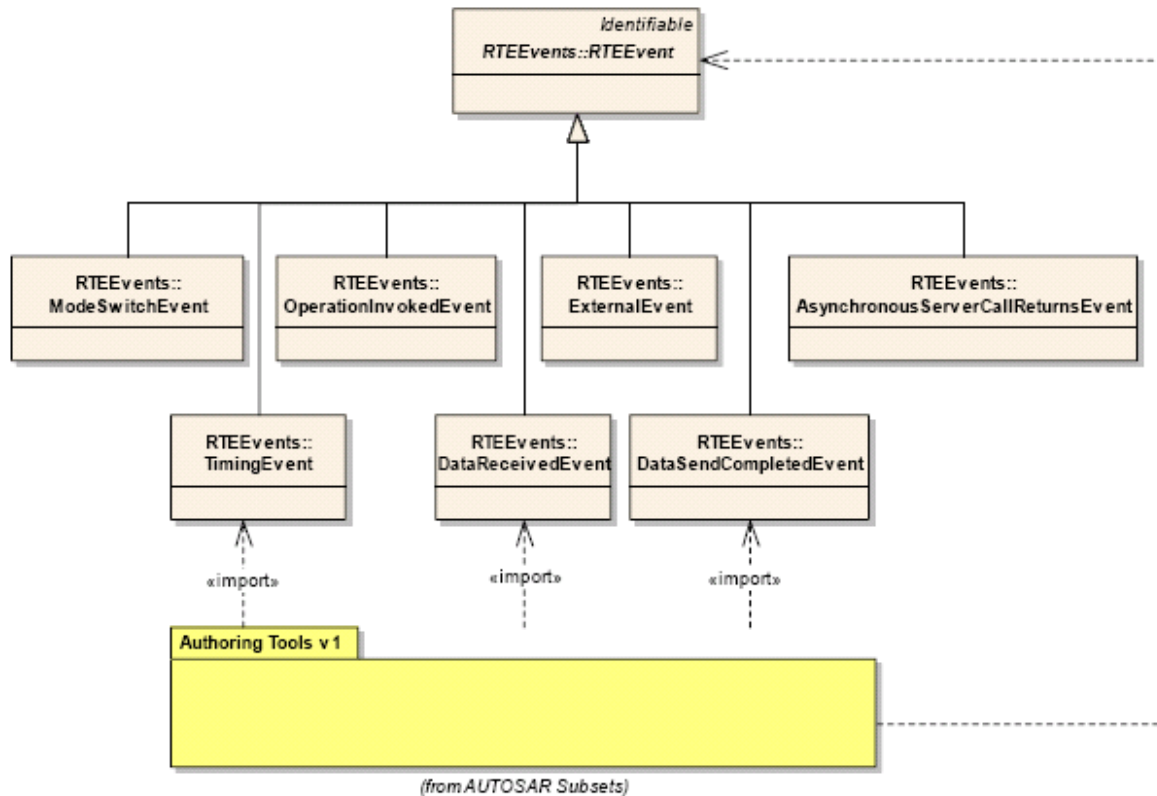 Identifiable
RTEEvents::RTEEvent
RTEEvents::
ModeSwitchEvent
RTEEvents::
OperationInvokedEvent
RTEEvents::
ExternalEvent
RTEEvents::
AsynchronousServerCallReturnsEvent
RTEEvents::
TimingEvent
RTEEvents::
DataReceivedEvent
RTEEvents::
DataSendCompletedEvent
«import»
«import»
«import»
Authoring Tools v1
(from AUTOSAR Subsets)